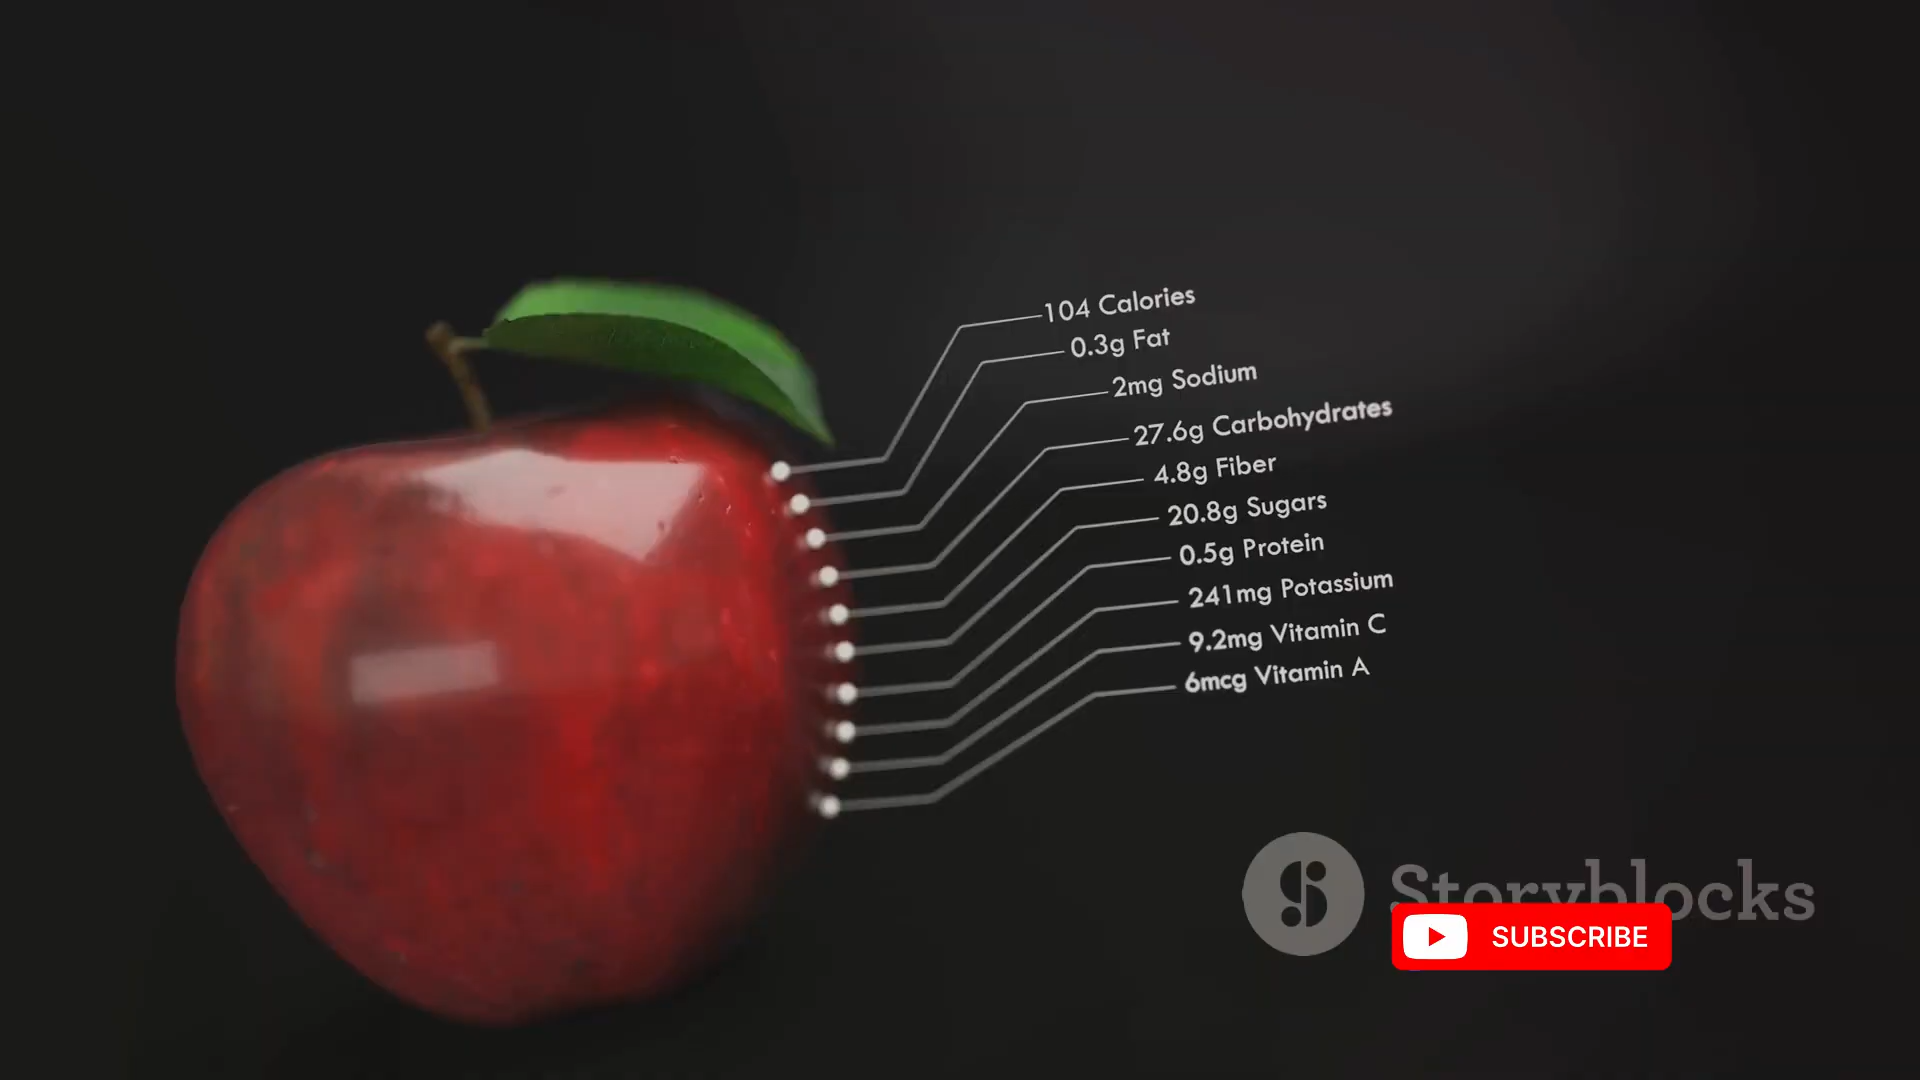 104 Calories
0.3g Fat
2mg Sodium
27.6g Carbohydrates
4.8g Fiber
20.8g Sugars
0.5g Protein
241mg Potassium
9.2mg Vitamin C
6mcg Vitamin A
Storyblocks
SUBSCRIBE